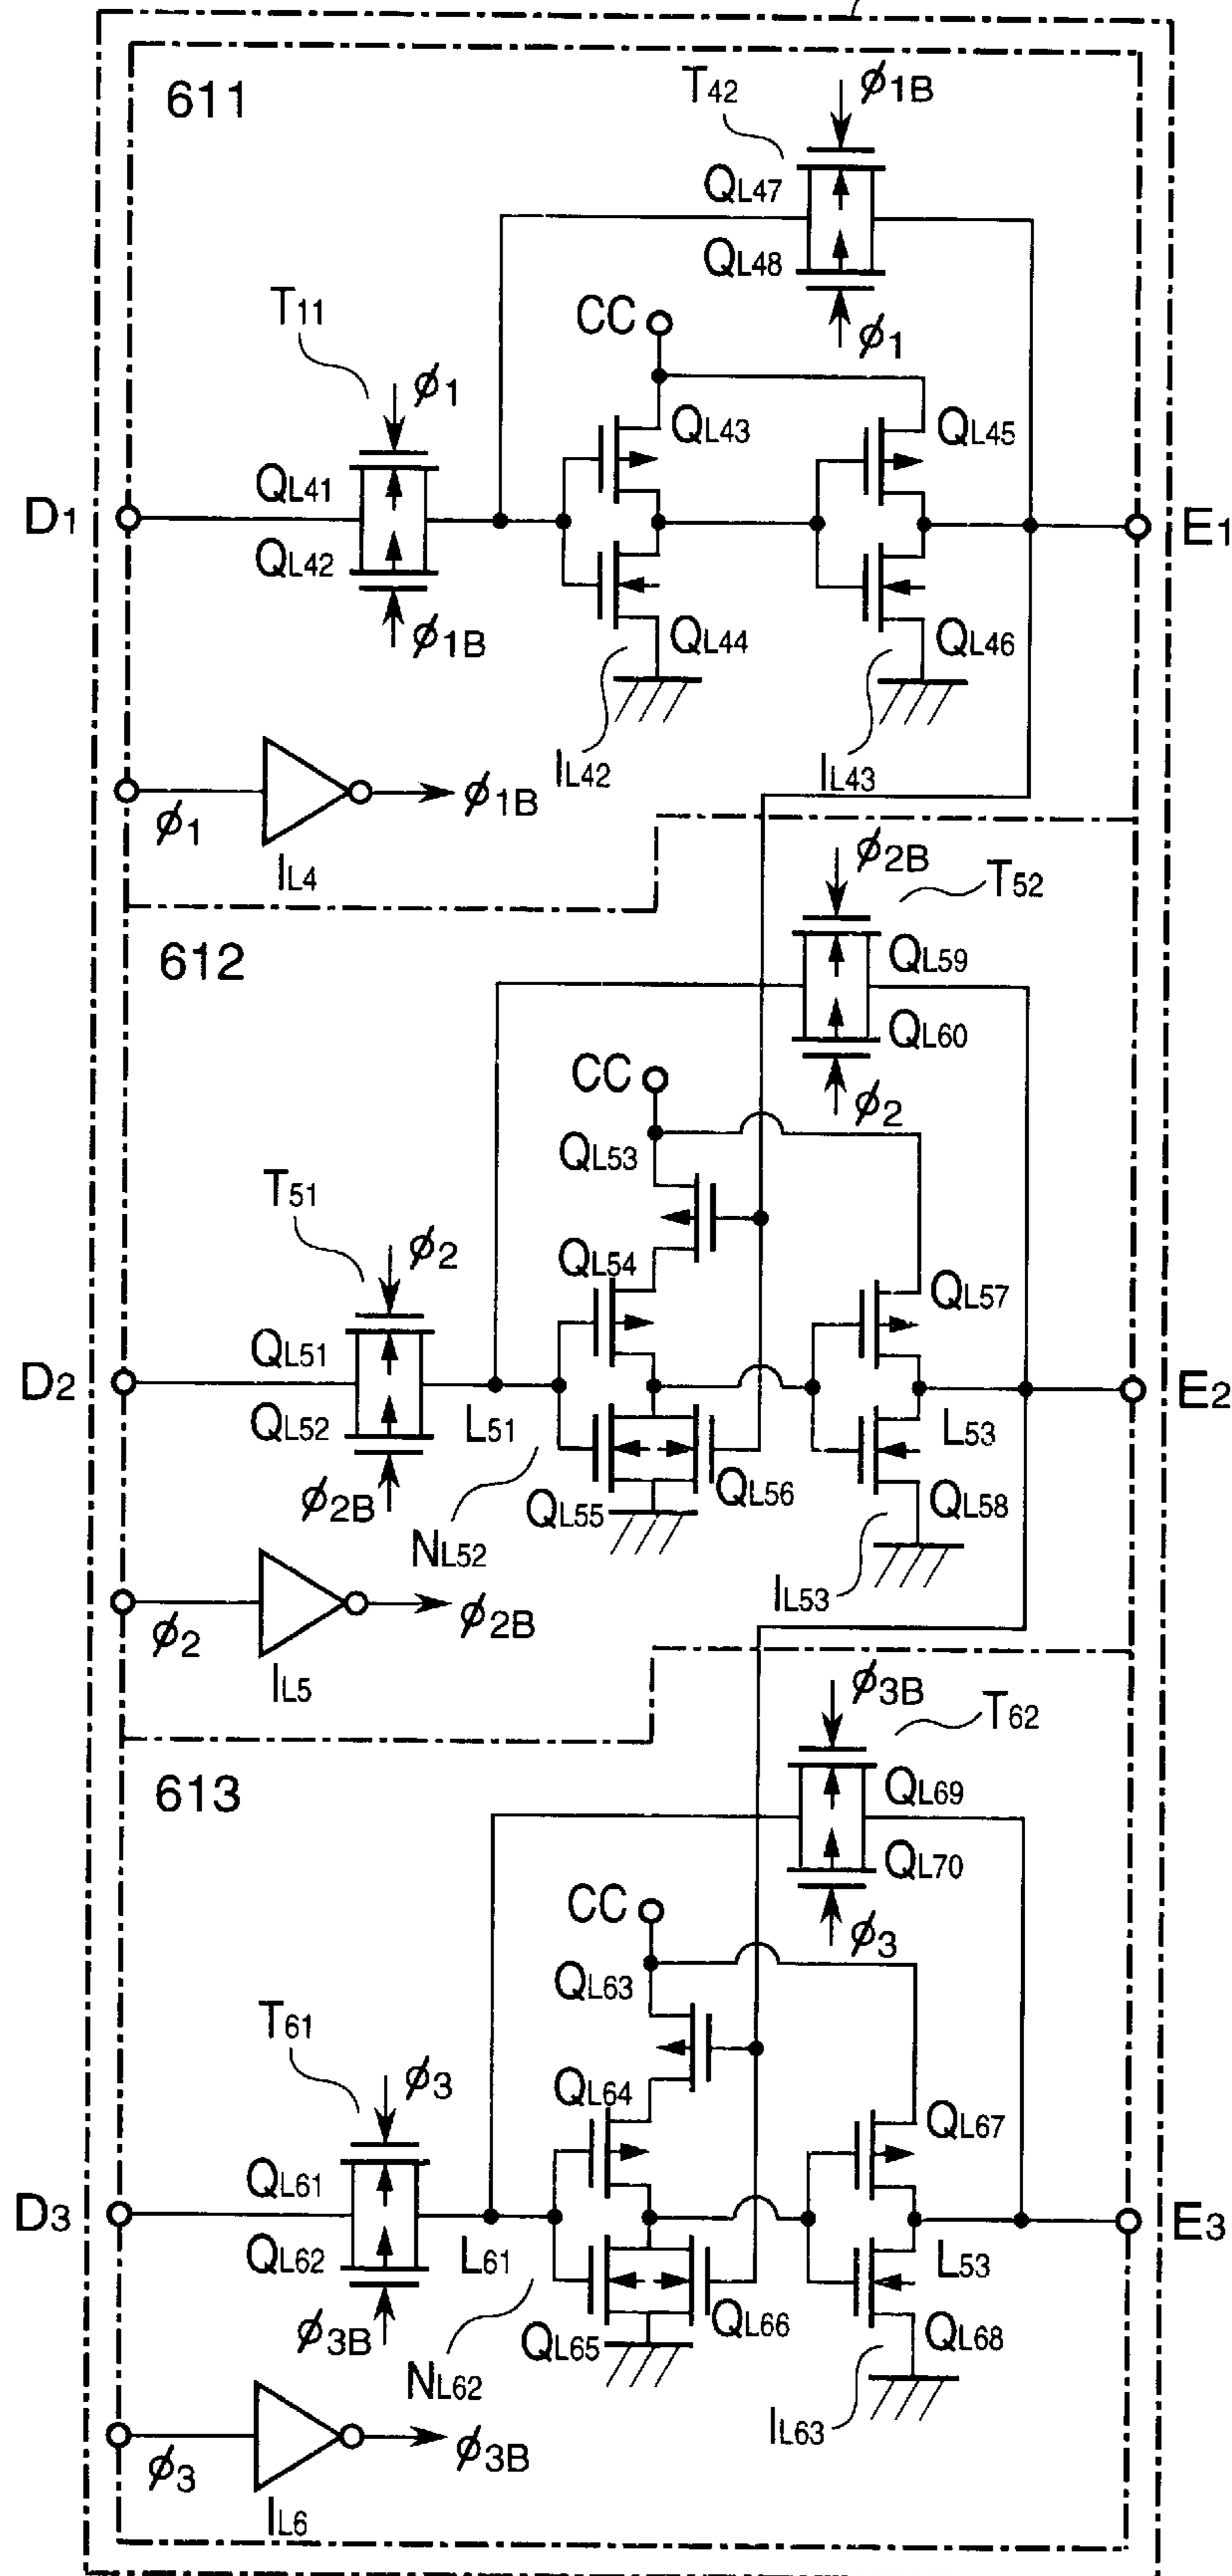 611
T42
ϕ1B
QL47
QL48
ϕ1
T11
CC
ϕ1
QL43
QL45
QL41
D1
E1
QL42
ϕ1B
QL44
QL46
IL42
IL43
ϕ1
ϕ1B
IL4
ϕ2B
T52
612
QL59
QL60
CC
ϕ2
QL53
T51
ϕ2
QL54
QL57
QL51
D2
E2
QL52
L51
L53
ϕ2B
QL55
QL56
QL58
NL52
IL53
ϕ2
ϕ2B
IL5
ϕ3B
T62
613
QL69
QL70
CC
ϕ3
QL63
T61
ϕ3
QL64
QL67
QL61
D3
E3
QL62
L61
L53
ϕ3B
QL65
QL66
QL68
NL62
IL63
ϕ3
ϕ3B
IL6